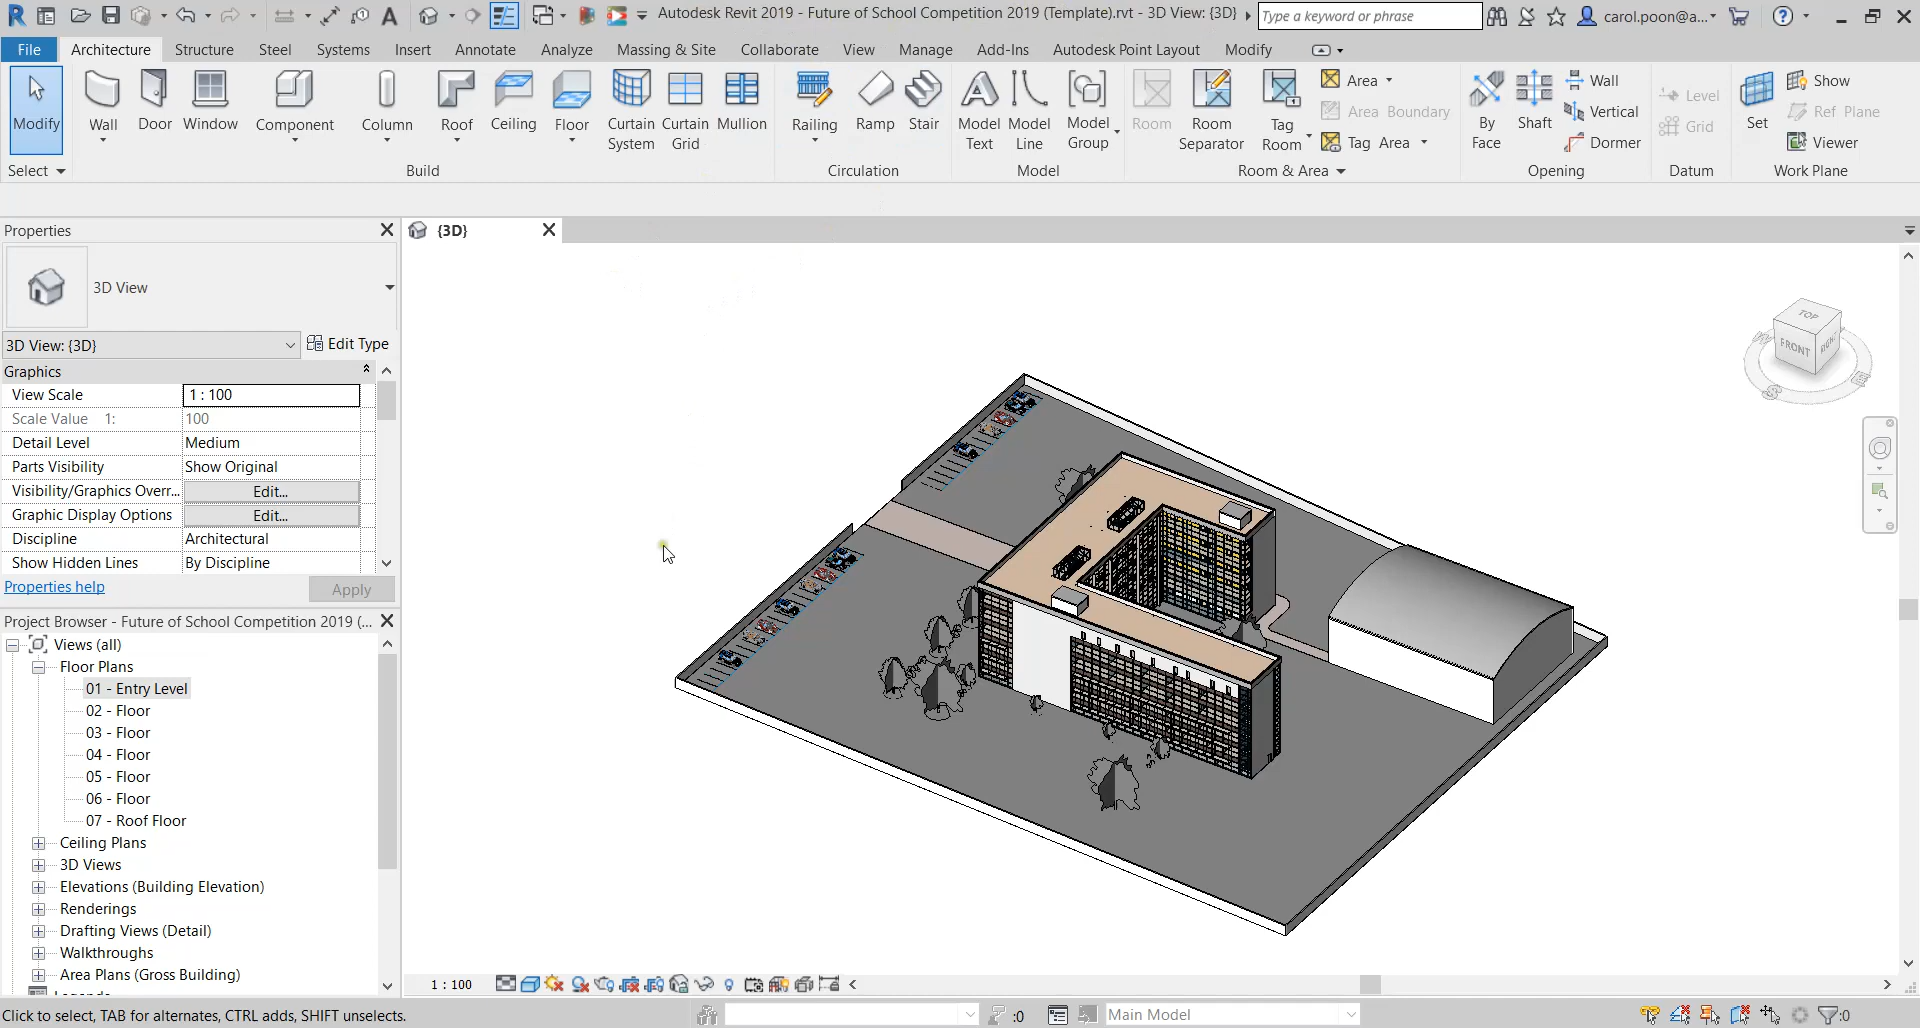 Autodesk Revit 2019 - Future of School Competition 2019 (Template).rvt - 3D View: {3D}
Type a keyword or phrase
carol.poon@a...
File Architecture Structure Steel Systems Insert Annotate Analyze Massing & Site Collaborate View Manage Add-Ins Autodesk Point Layout Modify
Modify
Wall
Door
Window
Component
Column
Roof
Ceiling
Floor
Curtain System
Curtain Grid
Mullion
Railing
Ramp
Stair
Model Text
Model Line
Model Group
Room
Room Separator
Tag Room
Area
Area Boundary
Tag Area
By Face
Shaft
Wall
Vertical
Dormer
Level
Grid
Set
Show
Ref Plane
Viewer
Select
Build
Circulation
Model
Room & Area
Opening
Datum
Work Plane
Properties
{3D}
3D View
3D View: {3D}
Edit Type
Graphics
View Scale 1 : 100
Scale Value 1: 100
Detail Level Medium
Parts Visibility Show Original
Visibility/Graphics Overr... Edit...
Graphic Display Options Edit...
Discipline Architectural
Show Hidden Lines By Discipline
Properties help
Apply
Project Browser - Future of School Competition 2019 (...
Views (all)
Floor Plans
01 - Entry Level
02 - Floor
03 - Floor
04 - Floor
05 - Floor
06 - Floor
07 - Roof Floor
Ceiling Plans
3D Views
Elevations (Building Elevation)
Renderings
Drafting Views (Detail)
Walkthroughs
Area Plans (Gross Building)
TOP
FRONT
RIGHT
S
E
1 : 100
Click to select, TAB for alternates, CTRL adds, SHIFT unselects.
:0
Main Model
:0